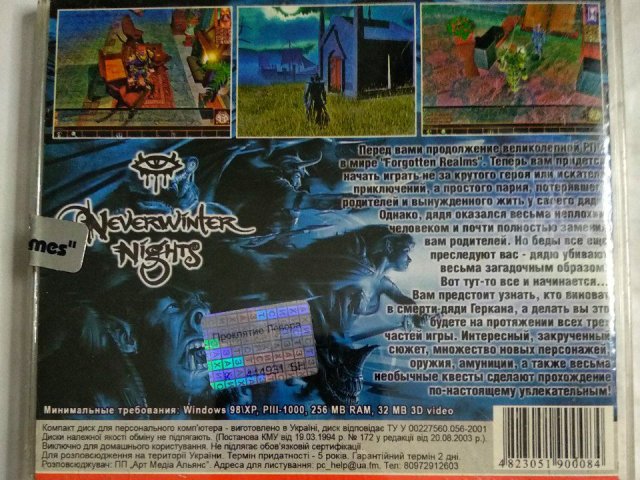 Перед вами продолжение великолерной РПГ
в мире "Forgotten Realms". Теперь вам придется
начать играть не за крутого героя или искателя
приключений, а простого парня, потерявшего
родителей и вынужденного жить у своего дяди.
Однако, дядя оказался весьма неплохим
человеком и почти полностью заменил
вам родителей. Но беды все еще
преследуют вас - дядю убивают
весьма загадочным образом.
Вот тут-то все и начинается...
Вам предстоит узнать, кто виноват
в смерти дяди Геркана, а делать вы это
будете на протяжении всех трех
частей игры. Интересный, закрученный
сюжет, множество новых персонажей,
оружия, амуниции, а также весьма
необычные квесты сделают прохождение
по-настоящему увлекательным!
NEVERWINTER
NIGHTS
mes"
Проклятие Левора
Минимальные требования: Windows 98\XP, PIII-1000, 256 MB RAM, 32 MB 3D video
Компакт диск для персонального комп'ютера - виготовлено в Україні, диск відповідає ТУ У 00227560.056-2001
Диски належної якості обміну не підлягають. (Постанова КМУ від 19.03.1994 р. № 172 у редакції від 20.08.2003 р.).
Виключно для домашнього користування. Не підлягає обов'язковій сертифікації
Для розповсюдження на території України. Термін придатності - 5 років. Гарантійний термін 2 дні.
Розповсюджувач: ПП „Арт Медіа Альянс". Адреса для листування: pc_help@ua.fm. Тел: 80972912603
4 823051 900084